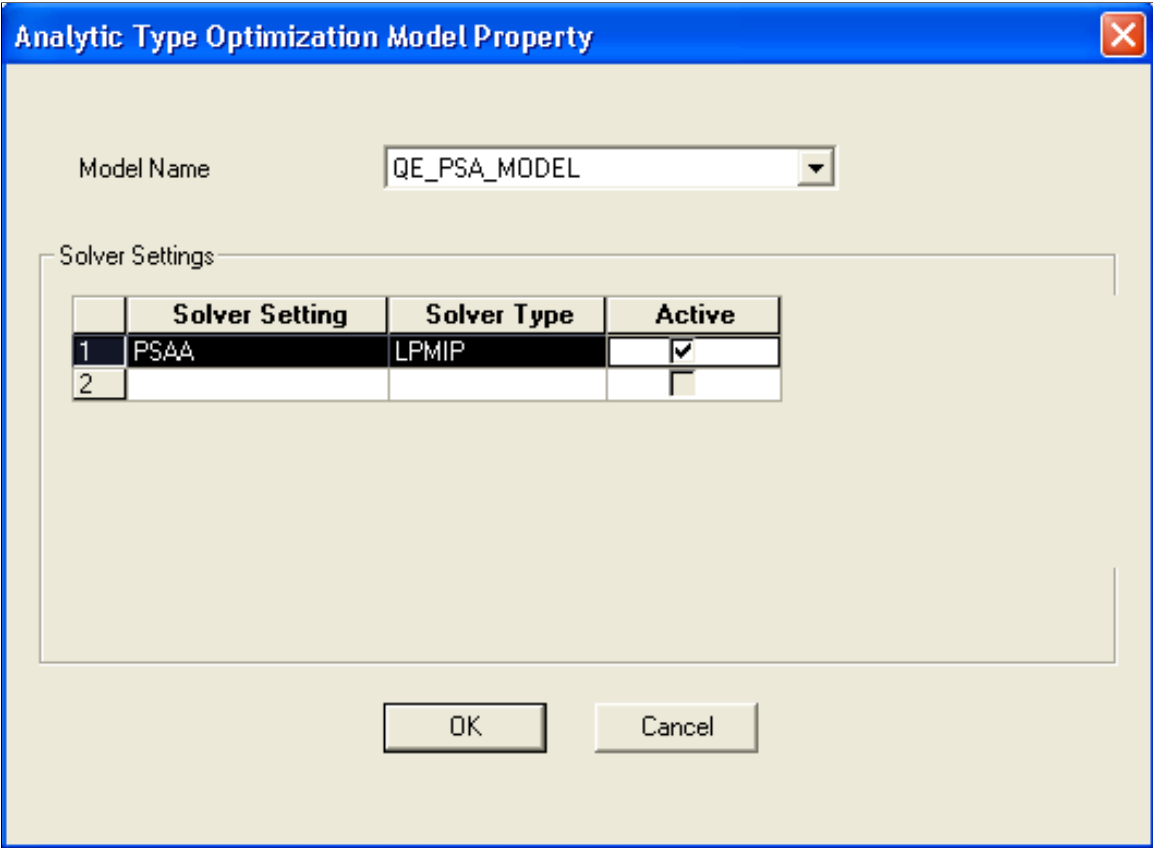 Analytic Type Optimization Model Property
Model Name QE_PSA_MODEL
Solver Settings
Solver Setting Solver Type Active
1 PSAA LPMIP
2
OK Cancel